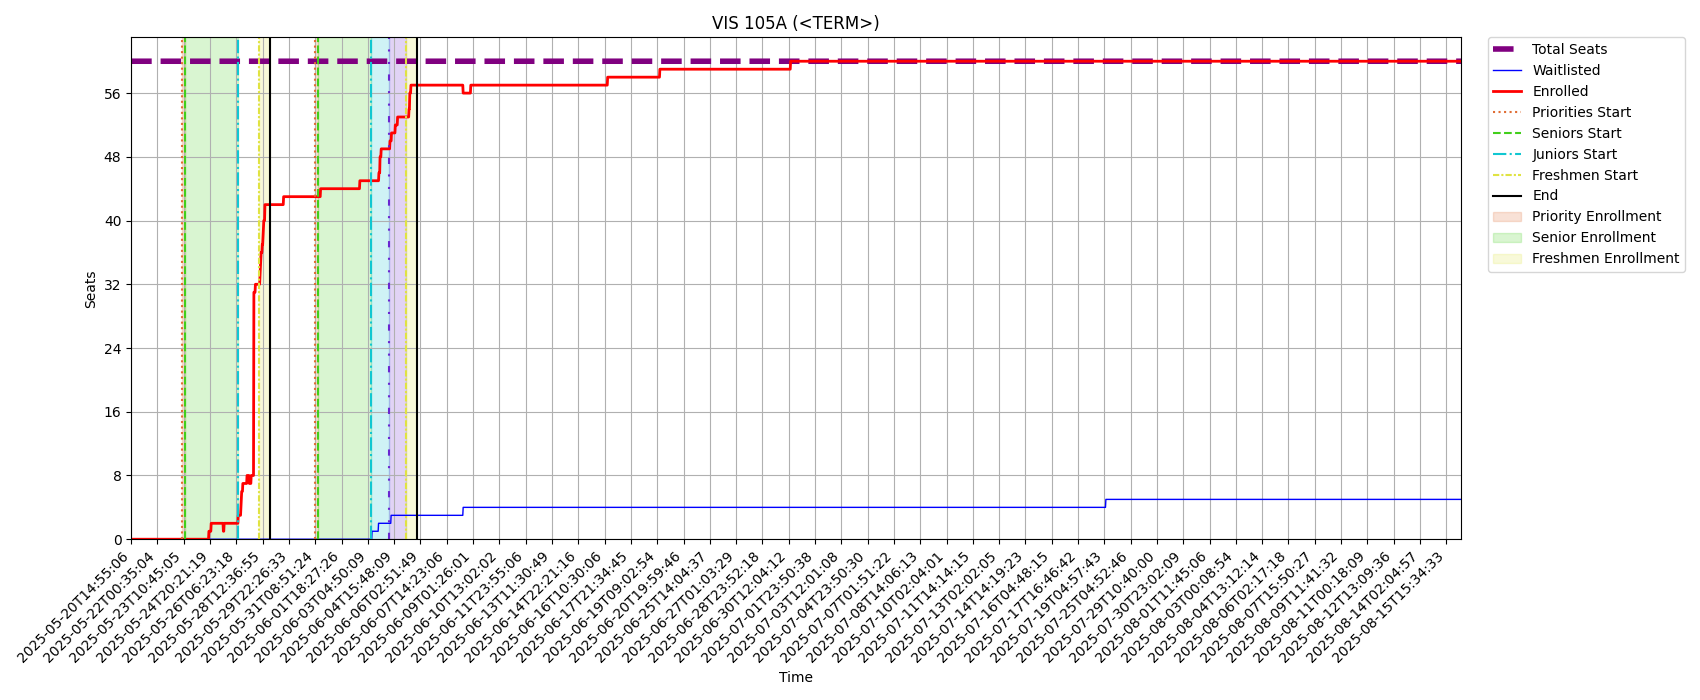 VIS 105A (<TERM>)
Total Seats
Waitlisted
Enrolled
Priorities Start
Seniors Start
Juniors Start
Freshmen Start
End
Priority Enrollment
Senior Enrollment
Freshmen Enrollment
Seats
56
48
40
32
24
16
8
0
2025-05-20T14:55:06
2025-05-22T00:35:04
2025-05-23T10:45:05
2025-05-24T20:21:19
2025-05-26T06:23:18
2025-05-28T12:36:55
2025-05-29T22:26:33
2025-05-31T08:51:24
2025-06-01T18:27:26
2025-06-03T04:50:09
2025-06-04T15:48:09
2025-06-06T02:51:49
2025-06-07T14:23:06
2025-06-09T01:26:01
2025-06-10T13:02:02
2025-06-11T23:55:06
2025-06-13T11:30:49
2025-06-14T22:21:16
2025-06-16T10:30:06
2025-06-17T21:34:45
2025-06-19T09:02:54
2025-06-20T19:59:46
2025-06-25T14:04:37
2025-06-27T01:03:29
2025-06-28T23:52:18
2025-06-30T12:04:12
2025-07-01T23:50:38
2025-07-03T12:01:08
2025-07-04T23:50:30
2025-07-07T01:51:22
2025-07-08T14:06:13
2025-07-10T02:04:01
2025-07-11T14:14:15
2025-07-13T02:02:05
2025-07-14T14:19:23
2025-07-16T04:48:15
2025-07-17T16:46:42
2025-07-19T04:57:43
2025-07-25T04:52:46
2025-07-29T10:40:00
2025-07-30T23:02:09
2025-08-01T11:45:06
2025-08-03T00:08:54
2025-08-04T13:12:14
2025-08-06T02:17:18
2025-08-07T15:50:27
2025-08-09T11:41:32
2025-08-11T00:18:09
2025-08-12T13:09:36
2025-08-14T02:04:57
2025-08-15T15:34:33
Time